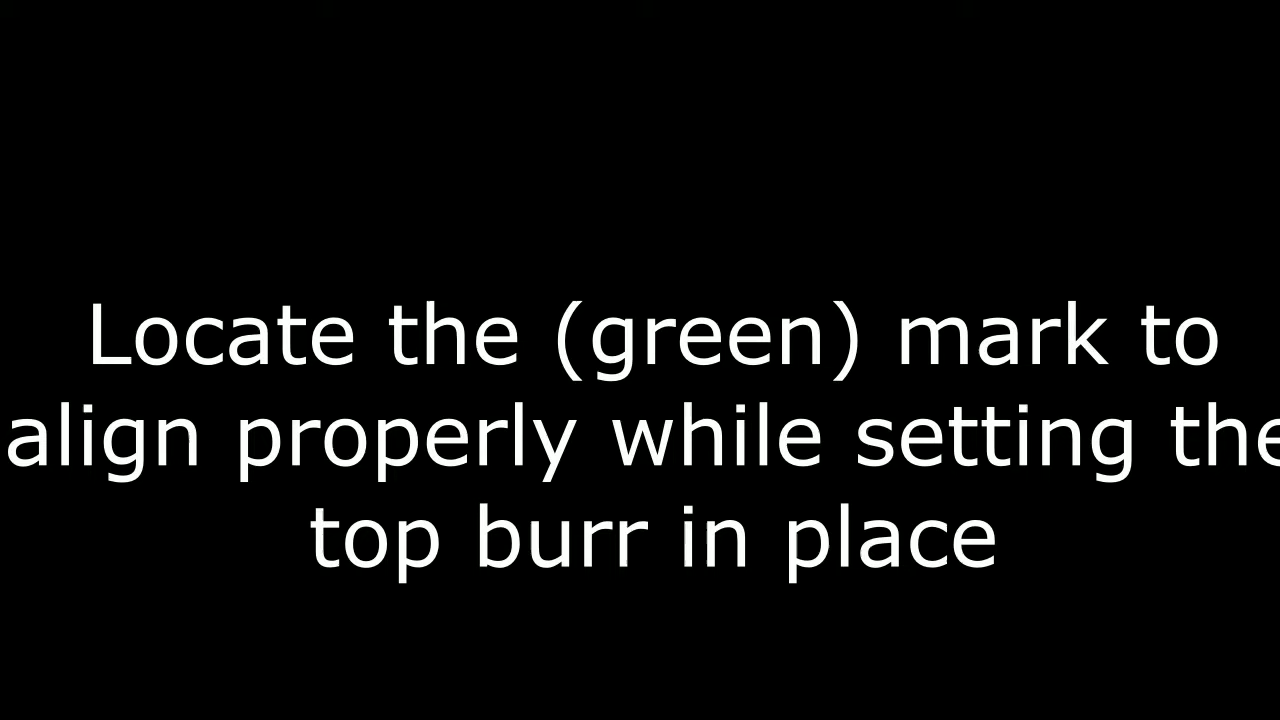 Locate the (green) mark to
align properly while setting the
top burr in place